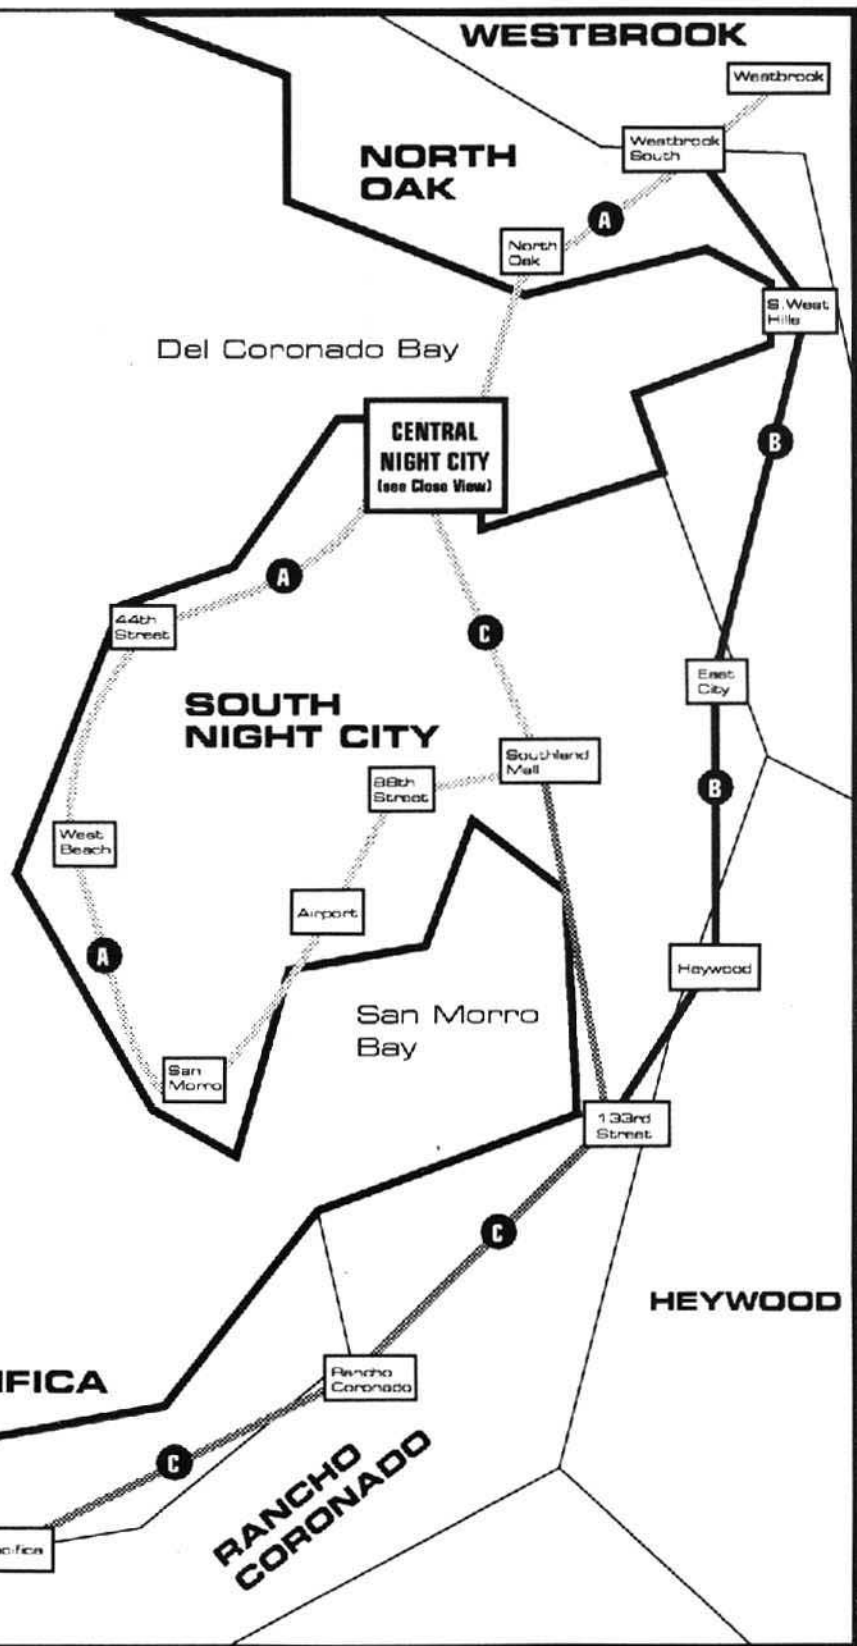 WESTBROOK
Westbrook
Westbrook
South
NORTH
OAK
A
North
Oak
S.West
Hills
Del Coronado Bay
CENTRAL
NIGHT CITY
(see Close View)
B
A
44th
Street
C
East
City
SOUTH
NIGHT CITY
Southland
Mall
88th
Street
B
West
Beach
Airport
A
Heywood
San Morro
Bay
San
Morro
133rd
Street
C
HEYWOOD
IFICA
Rancho
Coronado
C
RANCHO
CORONADO
cifica